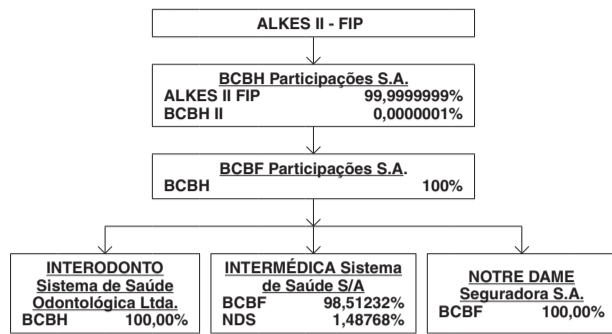 ALKES II - FIP
BCBH Participações S.A.
ALKES II FIP 99,9999999%
BCBH II 0,0000001%
BCBF Participações S.A.
BCBH 100%
INTERODONTO
Sistema de Saúde
Odontológica Ltda.
BCBH 100,00%
INTERMÉDICA Sistema
de Saúde S/A
BCBF 98,51232%
NDS 1,48768%
NOTRE DAME
Seguradora S.A.
BCBF 100,00%